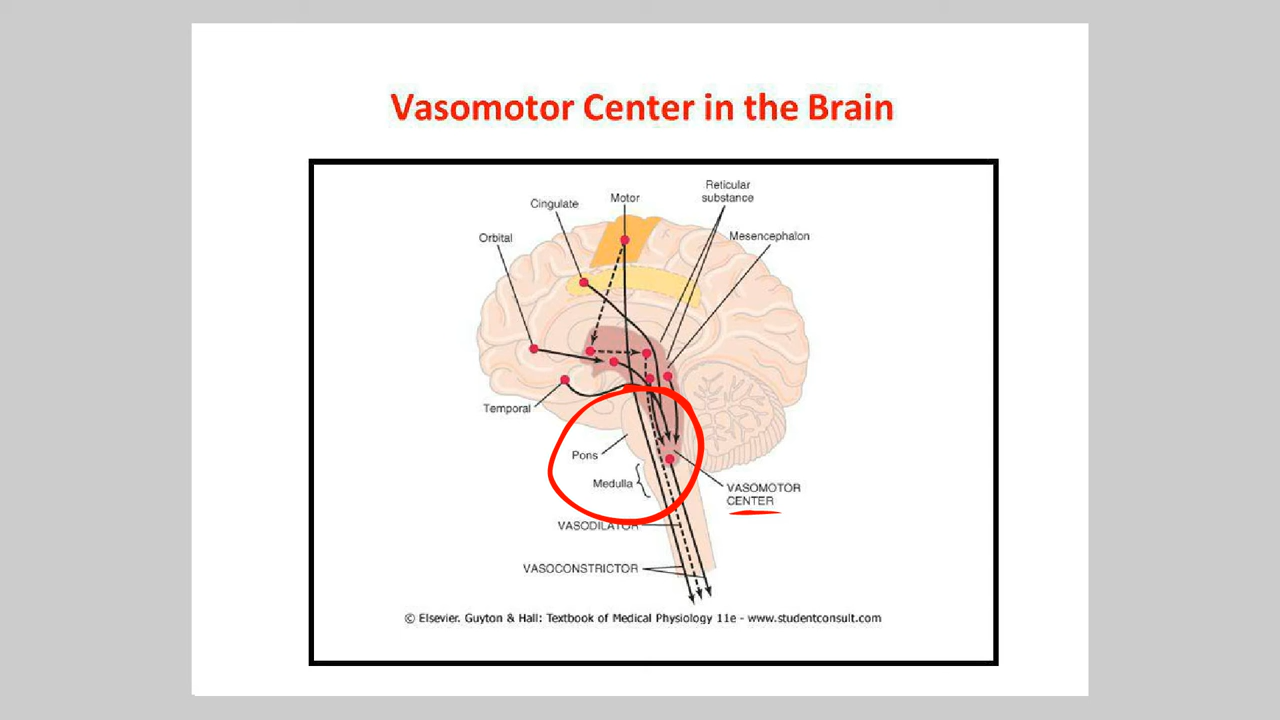 Vasomotor Center in the Brain
Reticular
substance
Motor
Cingulate
Mesencephalon
Orbital
Temporal
Pons
Medulla
VASOMOTOR
CENTER
VASODILATOR
VASOCONSTRICTOR
© Elsevier. Guyton & Hall: Textbook of Medical Physiology 11e - www.studentconsult.com